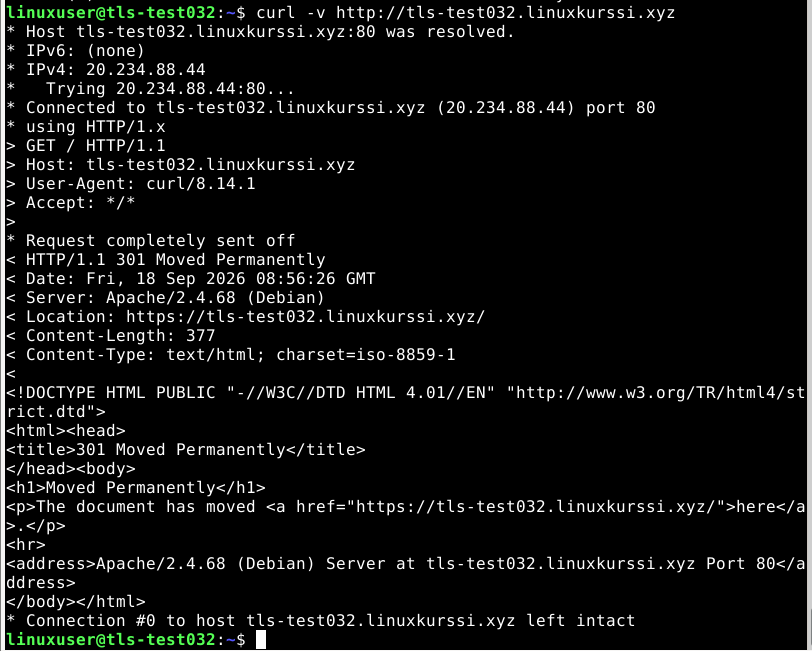 linuxuser@tls-test032:~$ curl -v http://tls-test032.linuxkurssi.xyz
* Host tls-test032.linuxkurssi.xyz:80 was resolved.
* IPv6: (none)
* IPv4: 20.234.88.44
*   Trying 20.234.88.44:80...
* Connected to tls-test032.linuxkurssi.xyz (20.234.88.44) port 80
* using HTTP/1.x
> GET / HTTP/1.1
> Host: tls-test032.linuxkurssi.xyz
> User-Agent: curl/8.14.1
> Accept: */*
>
* Request completely sent off
< HTTP/1.1 301 Moved Permanently
< Date: Fri, 18 Sep 2026 08:56:26 GMT
< Server: Apache/2.4.68 (Debian)
< Location: https://tls-test032.linuxkurssi.xyz/
< Content-Length: 377
< Content-Type: text/html; charset=iso-8859-1
<
<!DOCTYPE HTML PUBLIC "-//W3C//DTD HTML 4.01//EN" "http://www.w3.org/TR/html4/st
rict.dtd">
<html><head>
<title>301 Moved Permanently</title>
</head><body>
<h1>Moved Permanently</h1>
<p>The document has moved <a href="https://tls-test032.linuxkurssi.xyz/">here</a
>.</p>
<hr>
<address>Apache/2.4.68 (Debian) Server at tls-test032.linuxkurssi.xyz Port 80</a
ddress>
</body></html>
* Connection #0 to host tls-test032.linuxkurssi.xyz left intact
linuxuser@tls-test032:~$